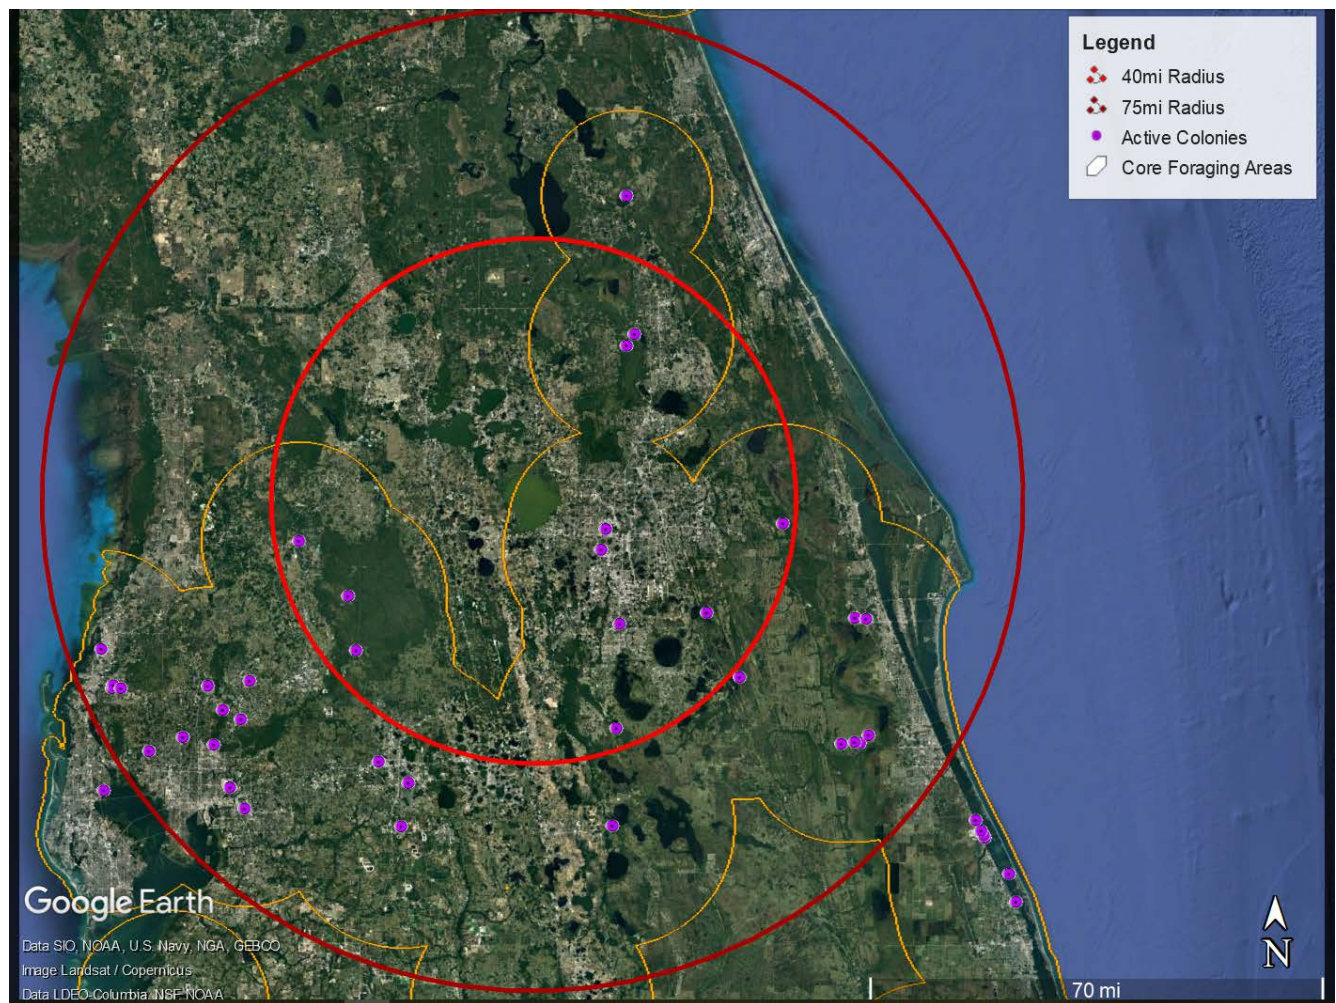 Legend
40mi Radius
75mi Radius
Active Colonies
Core Foraging Areas
Google Earth
Data SIO, NOAA, U.S. Navy, NGA, GEBCO
Image Landsat / Copernicus
Data LDEO-Columbia, NSF, NOAA
N
70 mi